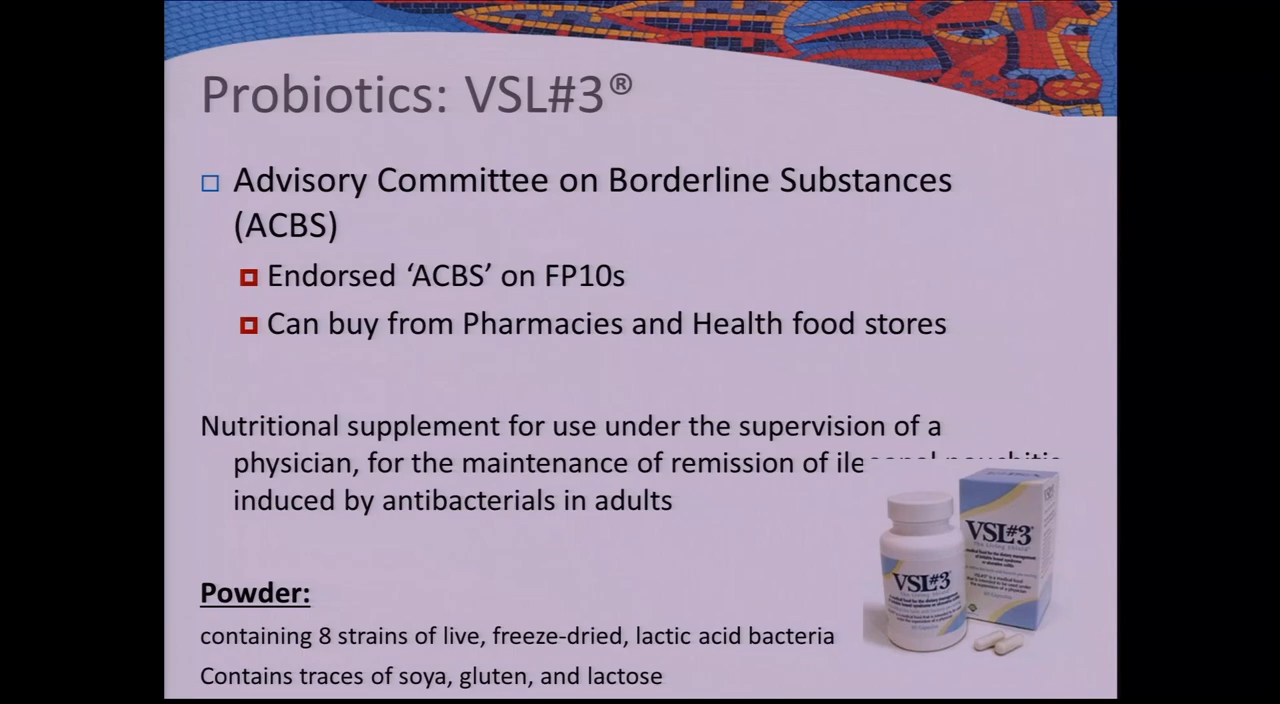 Probiotics: VSL#3®
Advisory Committee on Borderline Substances
(ACBS)
Endorsed ‘ACBS’ on FP10s
Can buy from Pharmacies and Health food stores
Nutritional supplement for use under the supervision of a
physician, for the maintenance of remission of
induced by antibacterials in adults
VSL#3
The Living Shield
VSL#3
Powder:
containing 8 strains of live, freeze-dried, lactic acid bacteria
Contains traces of soya, gluten, and lactose